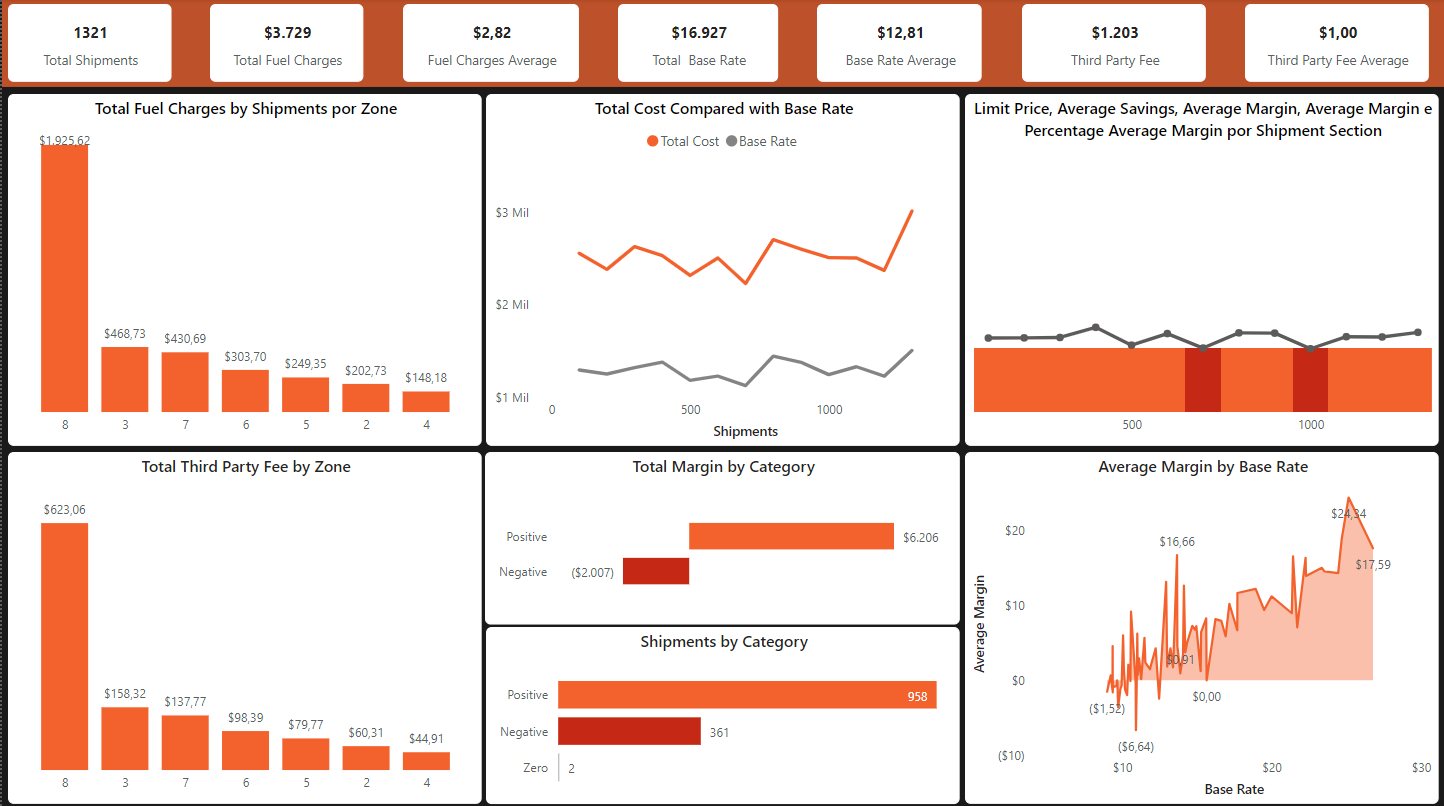 1321
Total Shipments
$3.729
Total Fuel Charges
$2,82
Fuel Charges Average
$16.927
Total Base Rate
$12,81
Base Rate Average
$1.203
Third Party Fee
$1,00
Third Party Fee Average
Total Fuel Charges by Shipments por Zone
$1.925,62
$468,73
$430,69
$303,70
$249,35
$202,73
$148,18
8 3 7 6 5 2 4
Total Cost Compared with Base Rate
Total Cost Base Rate
$3 Mil
$2 Mil
$1 Mil
0 500 1000
Shipments
Limit Price, Average Savings, Average Margin, Average Margin e
Percentage Average Margin por Shipment Section
500 1000
Total Third Party Fee by Zone
$623,06
$158,32
$137,77
$98,39
$79,77
$60,31
$44,91
8 3 7 6 5 2 4
Total Margin by Category
Positive $6.206
Negative ($2.007)
Shipments by Category
Positive 958
Negative 361
Zero 2
Average Margin by Base Rate
Average Margin
$20
$10
$0
($10)
$24,34
$16,66
$17,59
$0,91
$0,00
($1,52)
($6,64)
$10 $20 $30
Base Rate